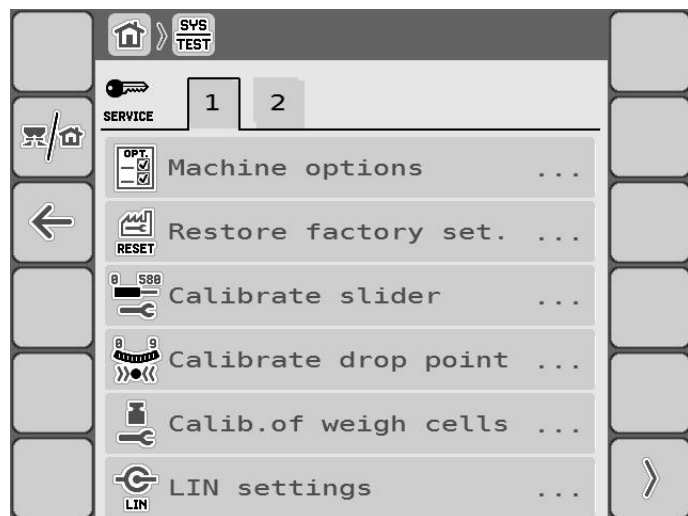 SYS
TEST
SERVICE
1 2
OPT.
Machine options ...
RESET
Restore factory set. ...
0 580
Calibrate slider ...
0 9
Calibrate drop point ...
Calib.of weigh cells ...
LIN
LIN settings ...